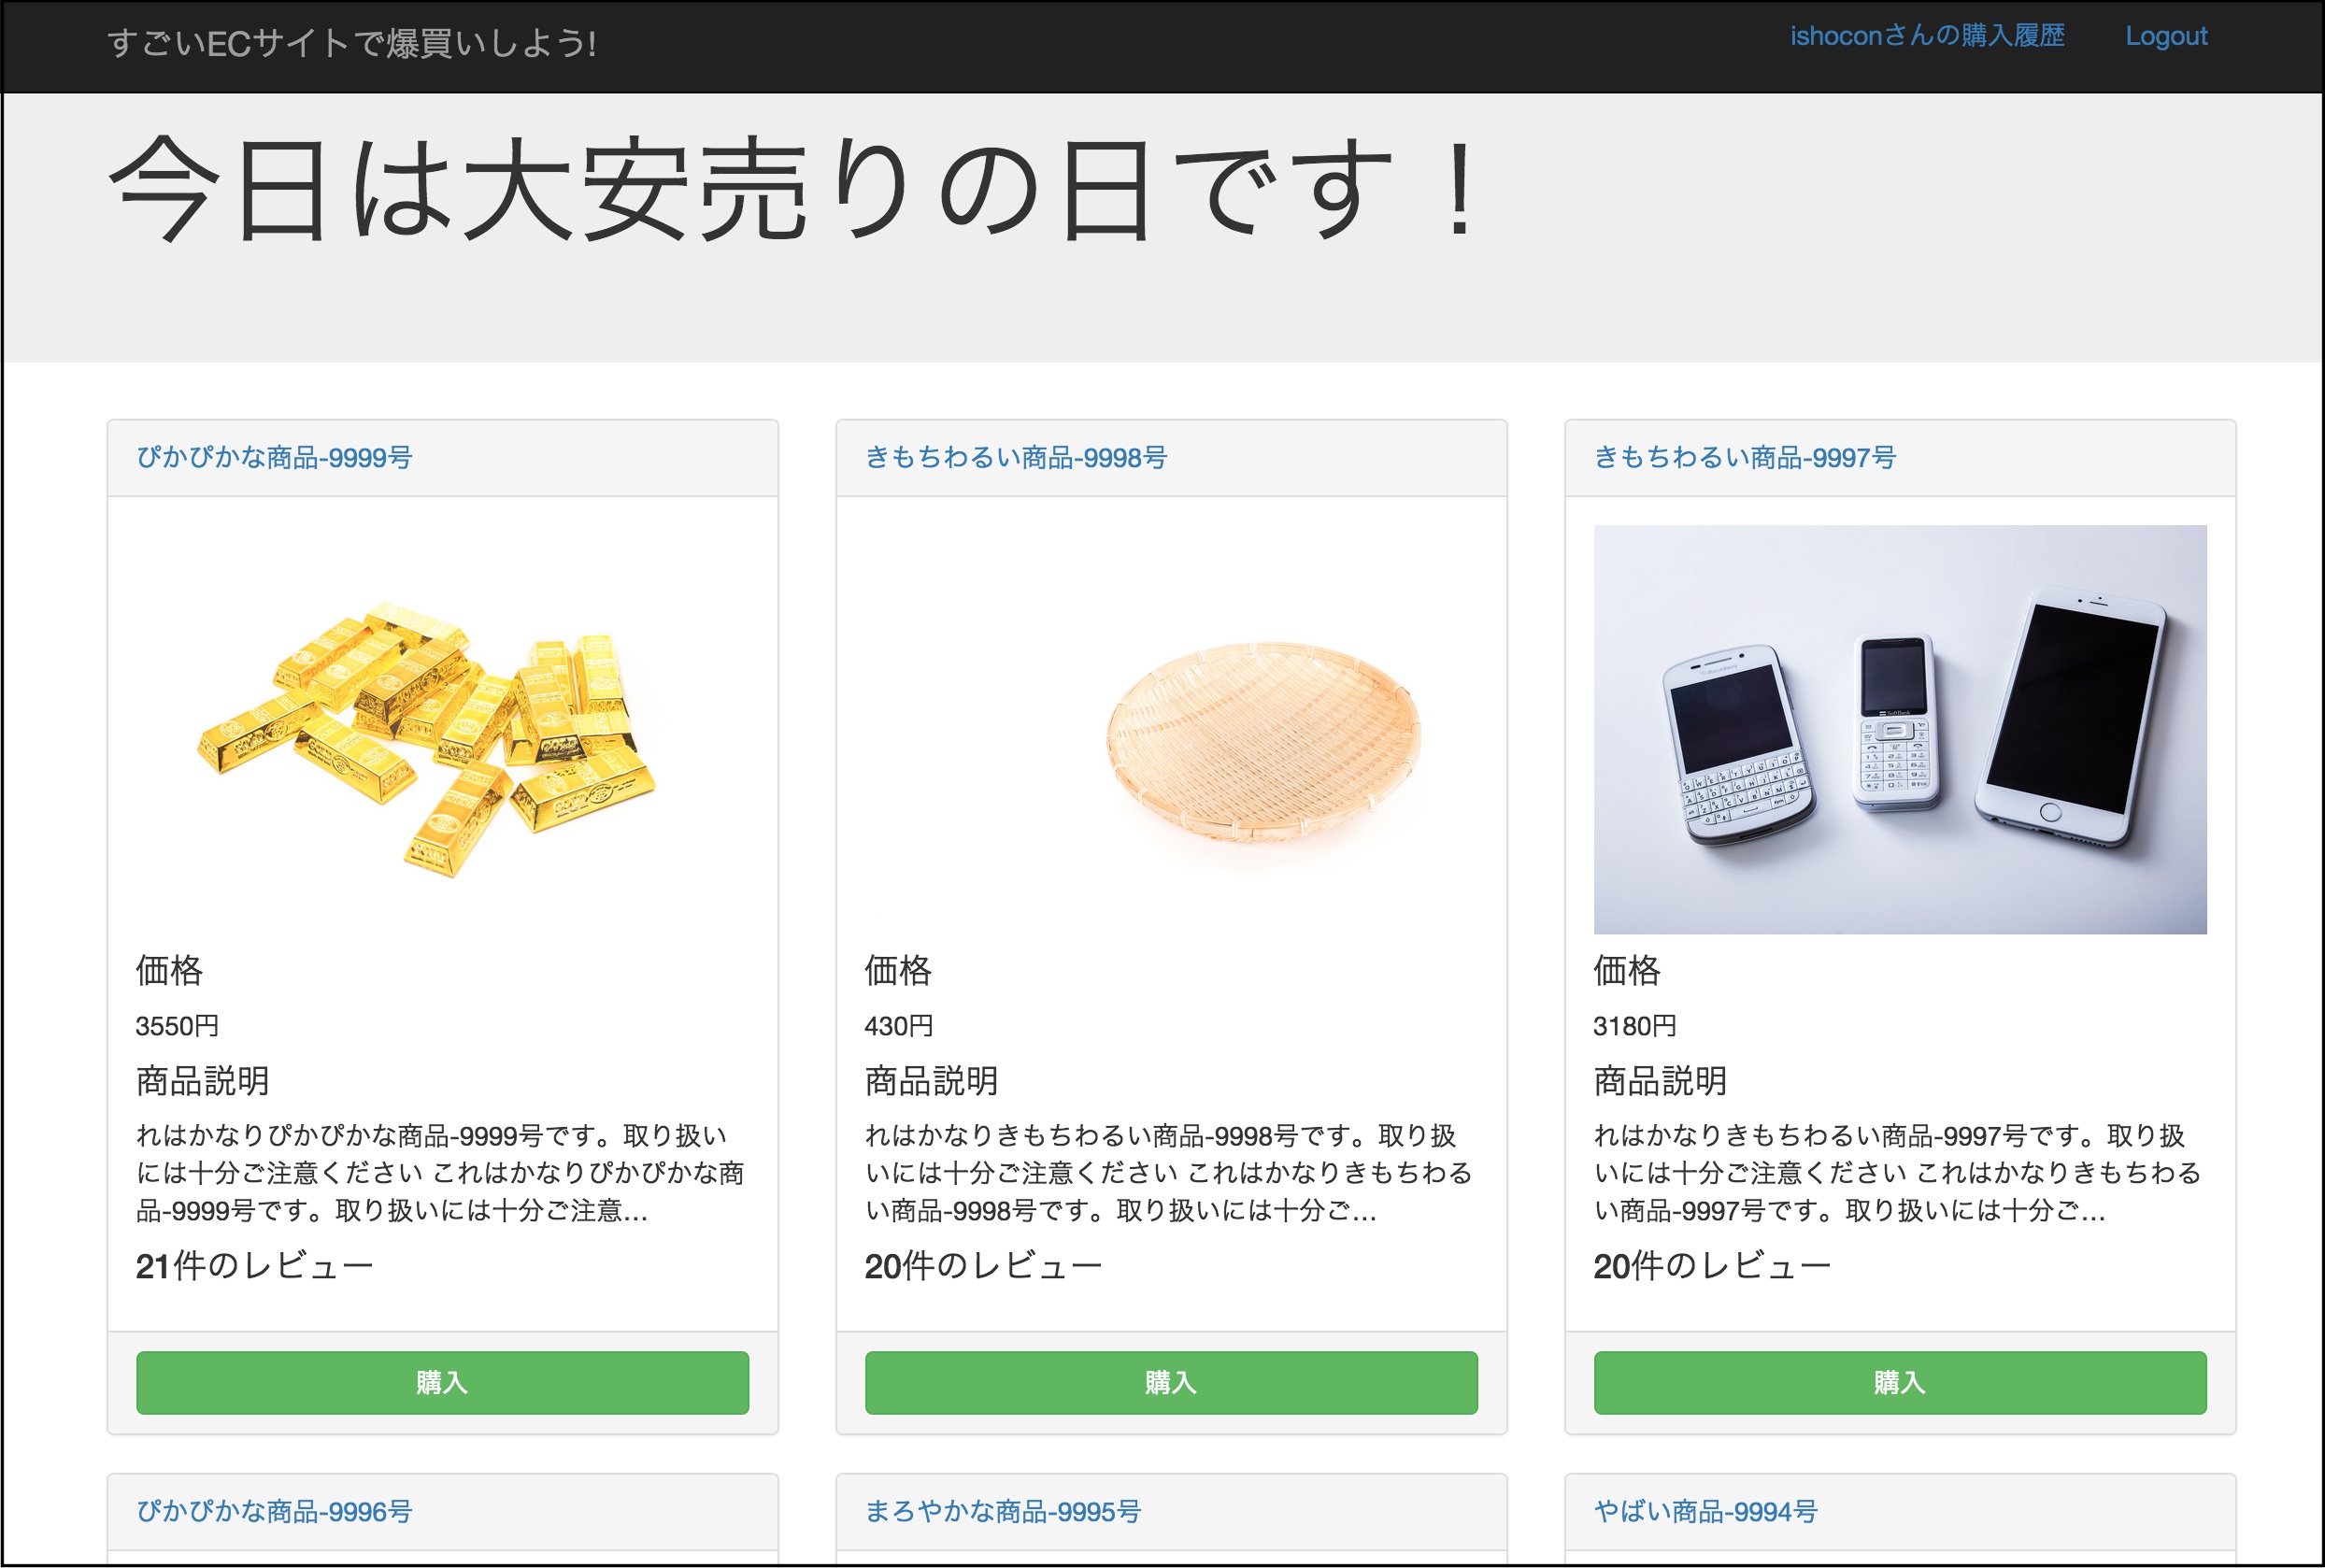 すごいECサイトで爆買いしよう!
ishoconさんの購入履歴
Logout
今日は大安売りの日です！
ぴかぴかな商品-9999号
価格
3550円
商品説明
れはかなりぴかぴかな商品-9999号です。取り扱い
には十分ご注意ください これはかなりぴかぴかな商
品-9999号です。取り扱いには十分ご注意…
21件のレビュー
購入
きもちわるい商品-9998号
価格
430円
商品説明
れはかなりきもちわるい商品-9998号です。取り扱
いには十分ご注意ください これはかなりきもちわる
い商品-9998号です。取り扱いには十分ご…
20件のレビュー
購入
きもちわるい商品-9997号
SoftBank
価格
3180円
商品説明
れはかなりきもちわるい商品-9997号です。取り扱
いには十分ご注意ください これはかなりきもちわる
い商品-9997号です。取り扱いには十分ご…
20件のレビュー
購入
ぴかぴかな商品-9996号
まろやかな商品-9995号
やばい商品-9994号